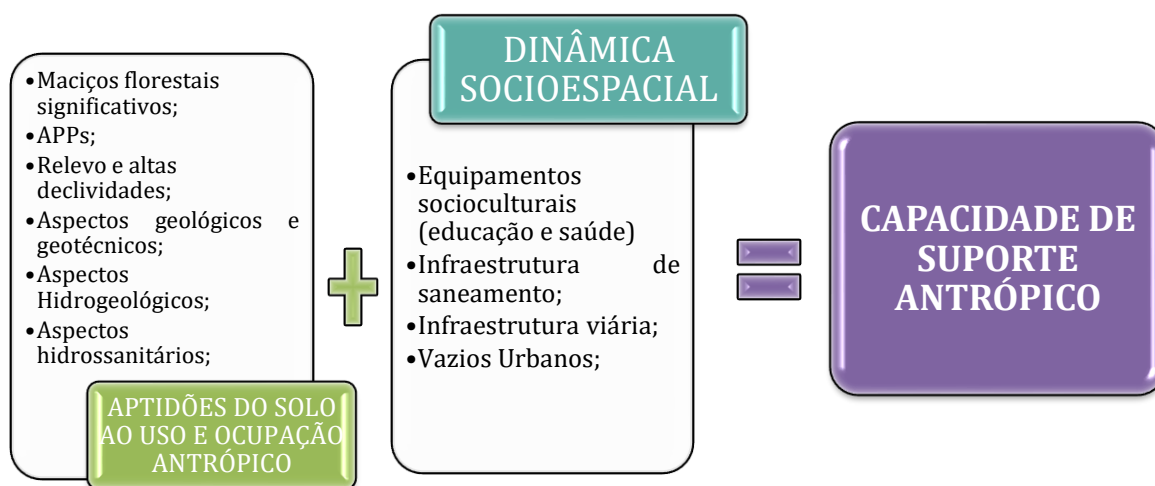 •Maciços florestais
significativos;
•APPs;
•Relevo e altas
declividades;
•Aspectos geológicos e
geotécnicos;
•Aspectos
Hidrogeológicos;
•Aspectos
hidrossanitários;
APTIDÕES DO SOLO
AO USO E OCUPAÇÃO
ANTRÓPICO
DINÂMICA
SOCIOESPACIAL
•Equipamentos
socioculturais
(educação e saúde)
•Infraestrutura de
saneamento;
•Infraestrutura viária;
•Vazios Urbanos;
CAPACIDADE DE
SUPORTE
ANTRÓPICO